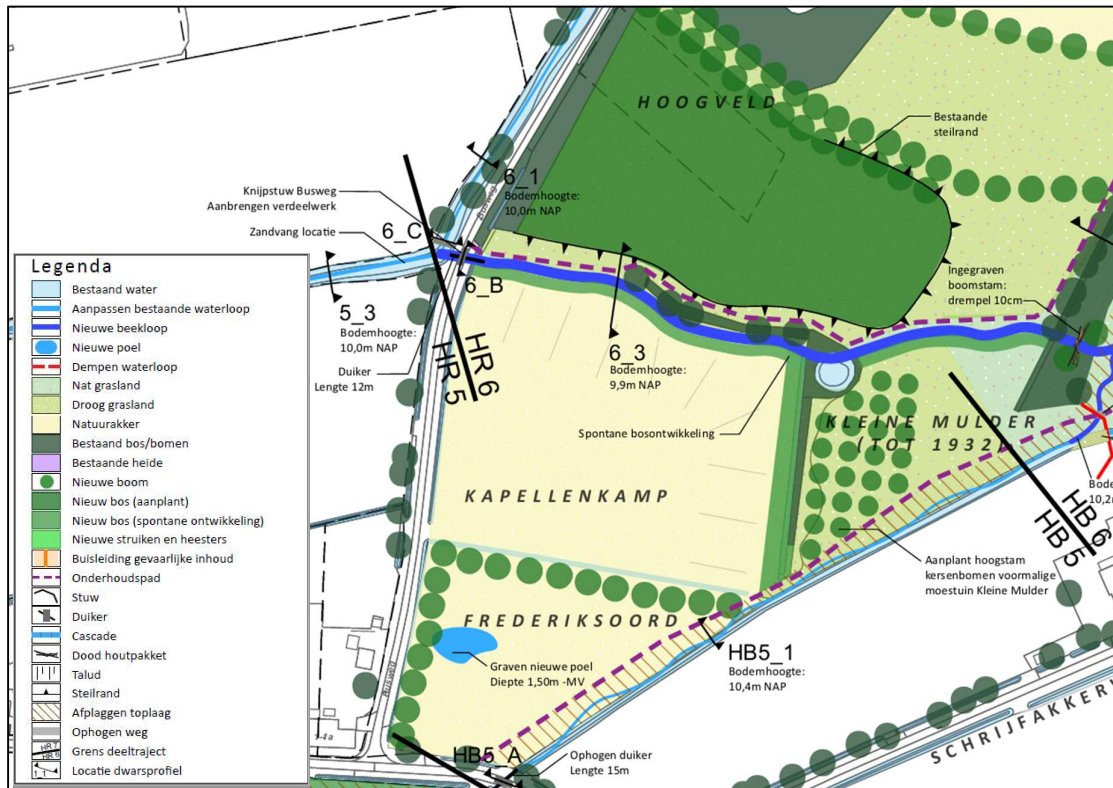 HOOGVELD
Bestaande
steilrand
6_1
Bodemhoogte:
10,0m NAP
Busweg
Knijpstuw Busweg
Aanbrengen verdeelwerk
Zandvang locatie
6_C
6_B
5_3
Bodemhoogte:
10,0m NAP
HR 6
HR 5
Duiker
Lengte 12m
6_3
Bodemhoogte:
9,9m NAP
Ingegraven
boomstam:
drempel 10cm
Spontane bosontwikkeling
KLEINE MULDER
(TOT 1932)
HB 6
HB 5
KAPELLENKAMP
Aanplant hoogstam
kersenbomen voormalige
moestuin Kleine Mulder
FREDERIKSOORD
Graven nieuwe poel
Diepte 1,50m -MV
HB5_1
Bodemhoogte:
10,4m NAP
Busweg
HB5_A
Ophogen duiker
Lengte 15m
Legenda
Bestaand water
Aanpassen bestaande waterloop
Nieuwe beekloop
Nieuwe poel
Dempen waterloop
Nat grasland
Droog grasland
Natuurakker
Bestaand bos/bomen
Bestaande heide
Nieuwe boom
Nieuw bos (aanplant)
Nieuw bos (spontane ontwikkeling)
Nieuwe struiken en heesters
Buisleiding gevaarlijke inhoud
Onderhoudspad
Stuw
Duiker
Cascade
Dood houtpakket
Talud
Steilrand
Afplaggen toplaag
Ophogen weg
Grens deeltraject
Locatie dwarsprofiel